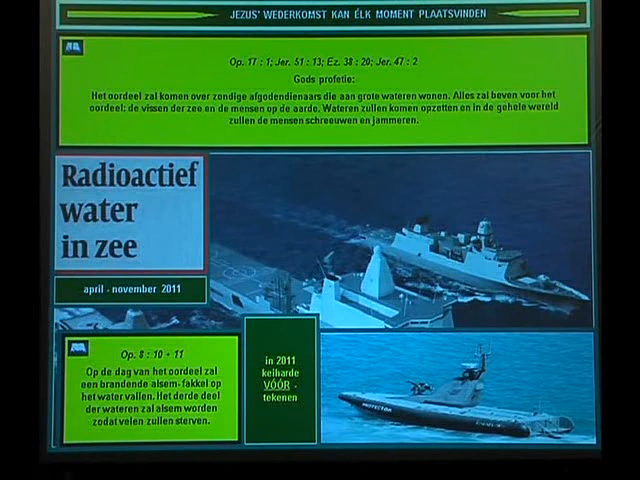 JEZUS' WEDERKOMST KAN ÉLK MOMENT PLAATSVINDEN
Op. 17 : 1; Jer. 51 : 13; Ez. 38 : 20; Jer. 47 : 2
Gods profetie:
Het oordeel zal komen over zondige afgodendienaars die aan grote wateren wonen. Alles zal beven voor het
oordeel: de vissen der zee en de mensen op de aarde. Wateren zullen komen opzetten en in de gehele wereld
zullen de mensen schreeuwen en jammeren.
Radioactief
water
in zee
april - november 2011
Op. 8 : 10 + 11
Op de dag van het oordeel zal
een brandende alsem-fakkel op
het water vallen. Het derde deel
der wateren zal alsem worden
zodat velen zullen sterven.
in 2011
keiharde
VÓÓR -
tekenen
PROTECTOR